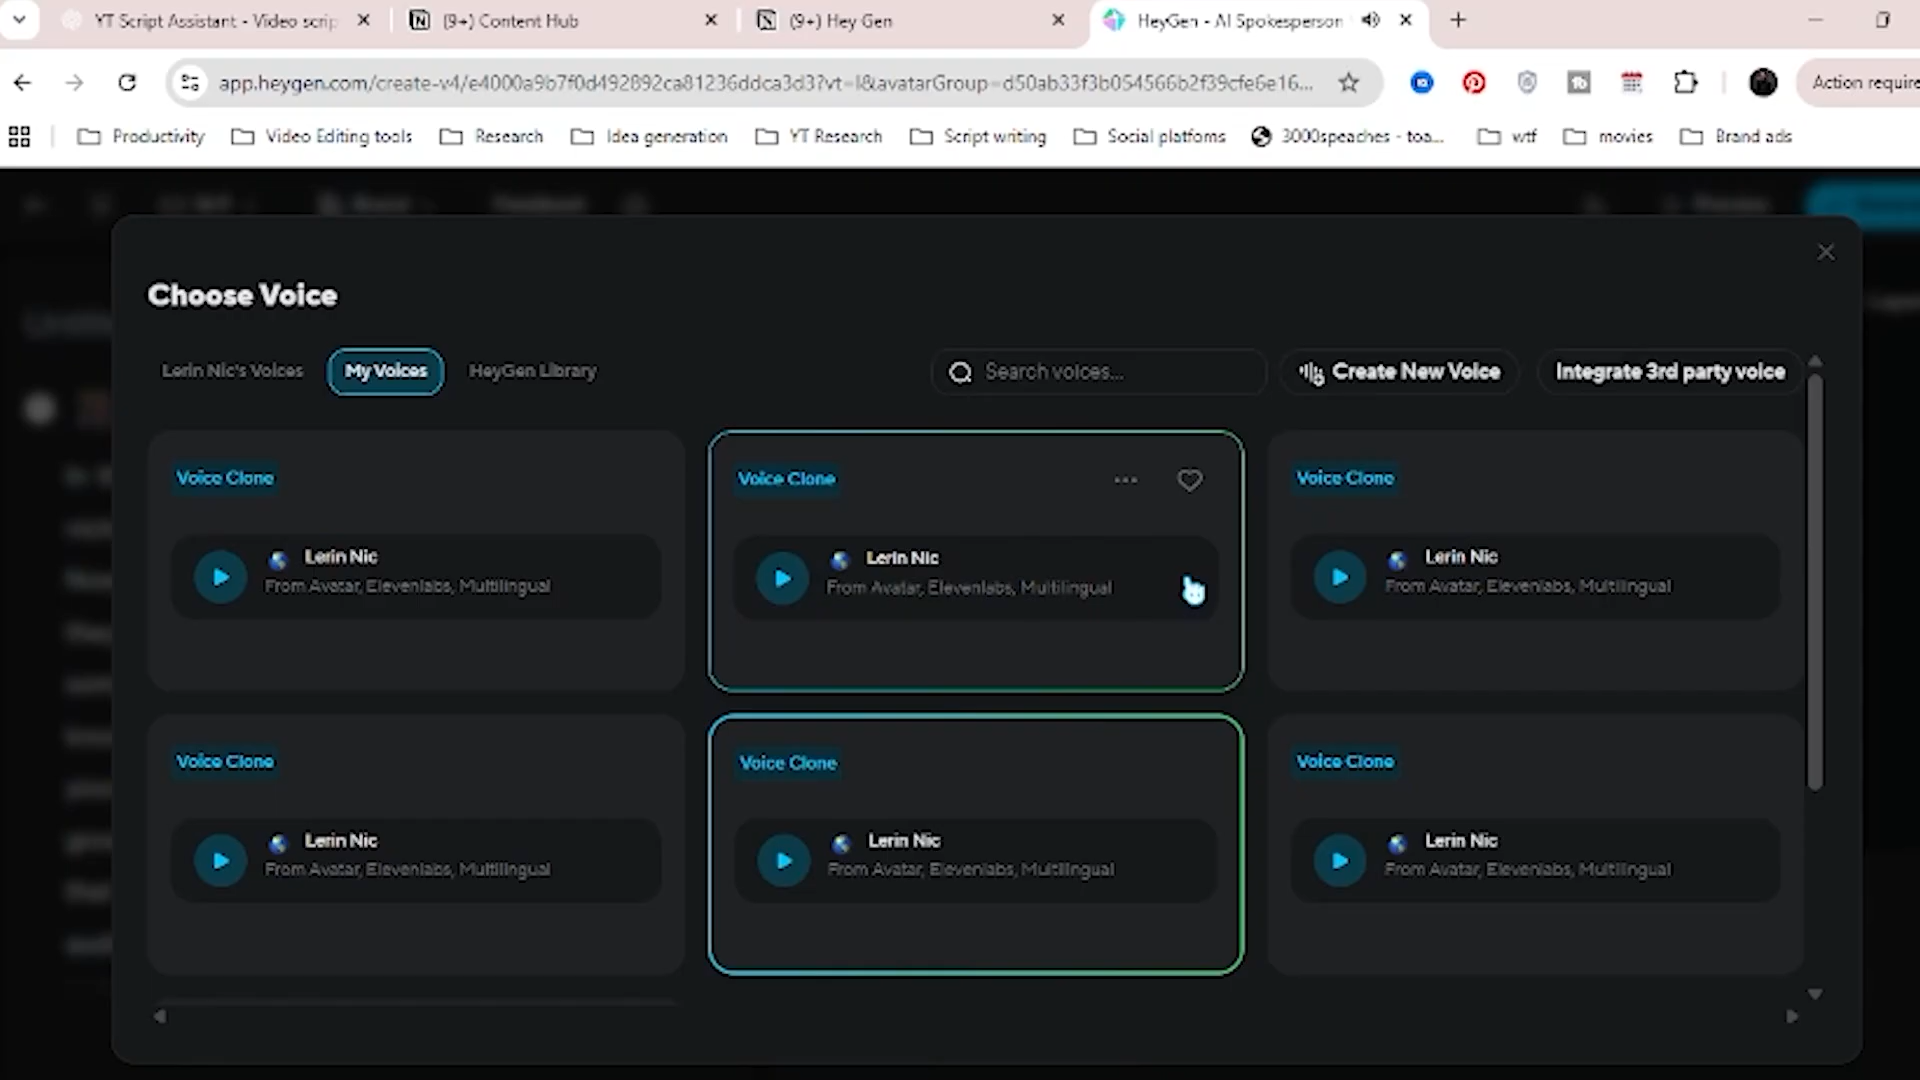 YT Script Assistant - Video scrip
(9+) Content Hub
(9+) Hey Gen
HeyGen - AI Spokesperson
app.heygen.com/create-v4/e4000a9b7f0d492892ca81236ddca3d3?vt=l&avatarGroup=d50ab33f3b054566b2f39cfe6e16...
Action require
Productivity
Video Editing tools
Research
Idea generation
YT Research
Script writing
Social platfoms
3000speaches - toa...
wtf
movies
Brand ads
Choose Voice
Lerin Nic's Voices
My Voices
HeyGen Library
Search voices...
Create New Voice
Integrate 3rd party voice
Voice Clone
Lerin Nic
From Avatar, Elevenlabs, Multilingual
Voice Clone
Lerin Nic
From Avatar, Elevenlabs, Multilingual
Voice Clone
Lerin Nic
From Avatar, Elevenlabs, Multilingual
Voice Clone
Lerin Nic
From Avatar, Elevenlabs, Multilingual
Voice Clone
Lerin Nic
From Avatar, Elevenlabs, Multilingual
Voice Clone
Lerin Nic
From Avatar, Elevenlabs, Multilingual